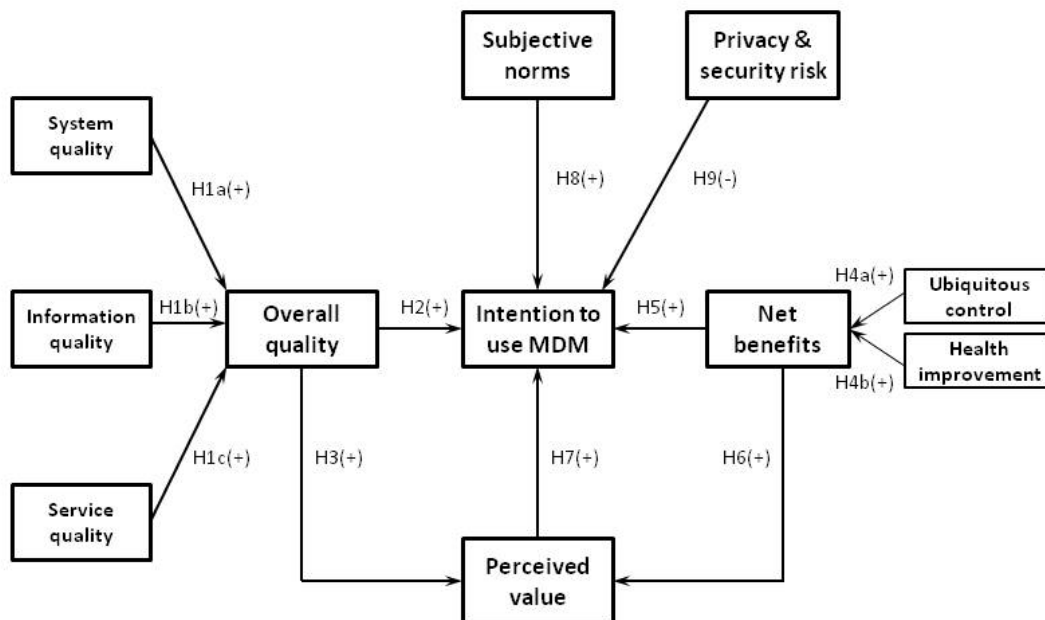 Subjective
norms
Privacy &
security risk
System
quality
H1a(+)
H8(+)
H9(-)
H4a(+)
Ubiquitous
control
Information
quality
H1b(+)
Overall
quality
H2(+)
Intention to
use MDM
H5(+)
Net
benefits
Health
improvement
H4b(+)
H1c(+)
H3(+)
H7(+)
H6(+)
Service
quality
Perceived
value